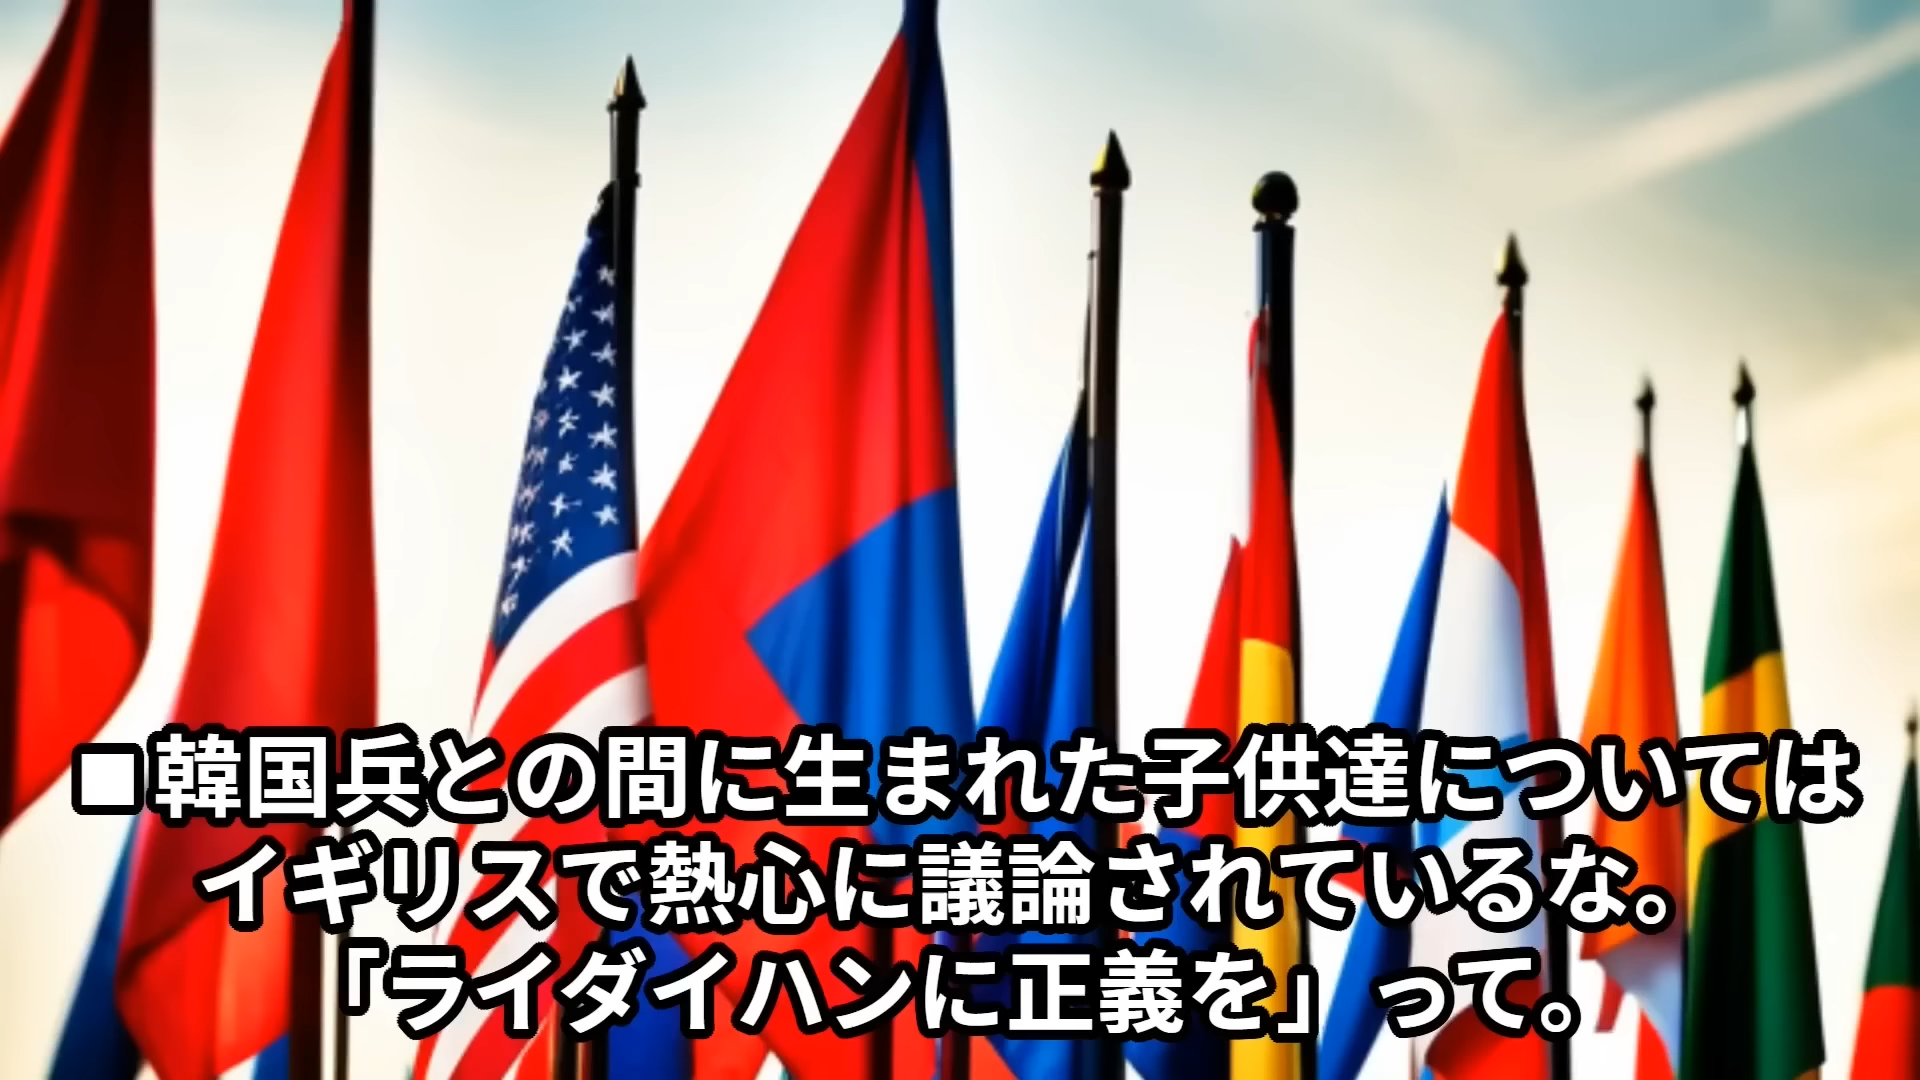 ■韓国兵との間に生まれた子供達については
イギリスで熱心に議論されているな。
「ライダイハンに正義を」って。